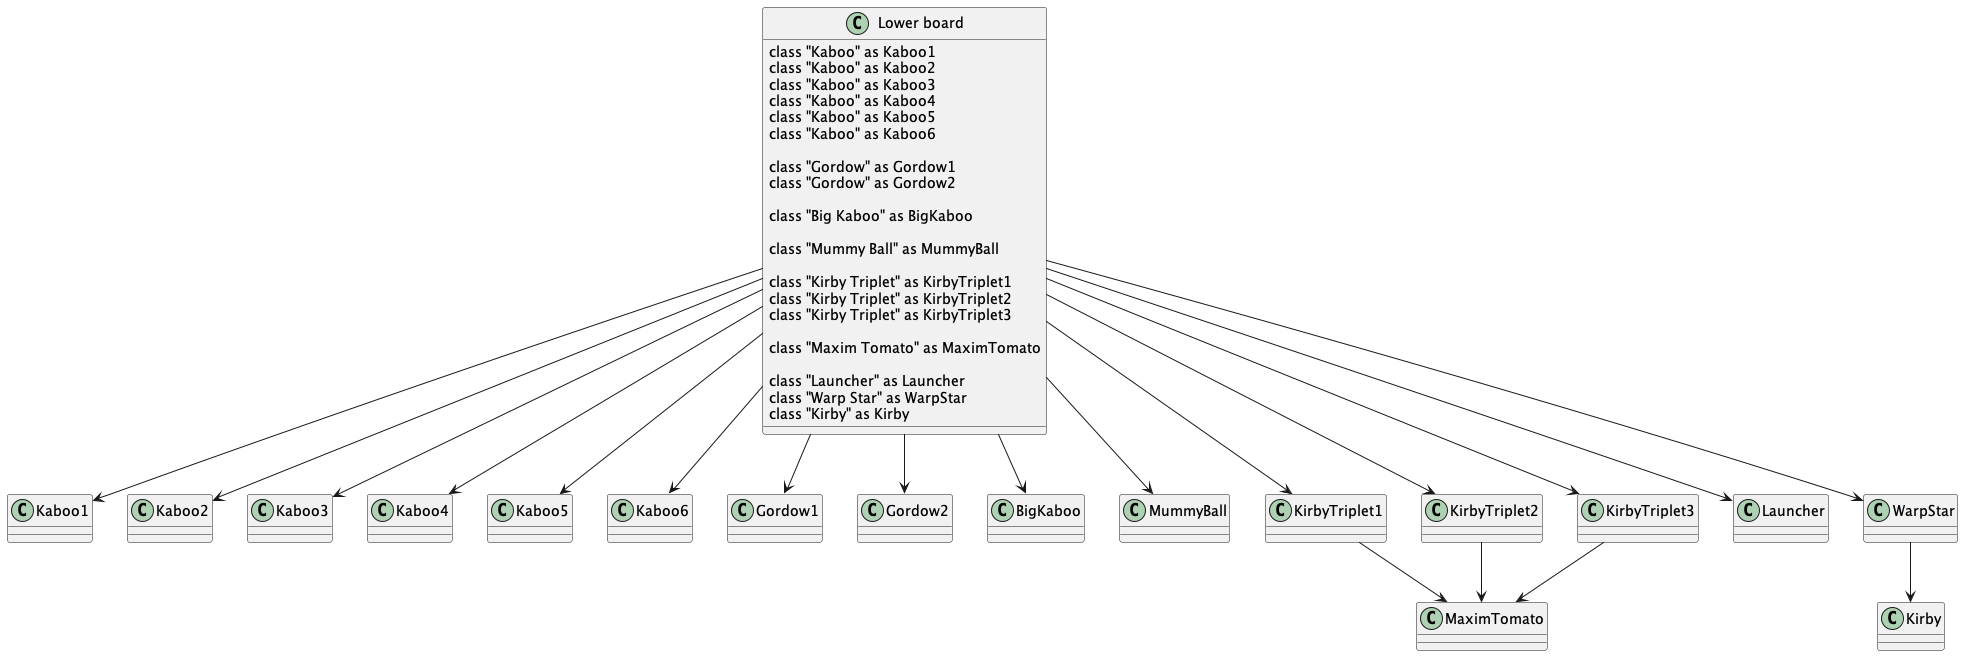 C Lower board
class "Kaboo" as Kaboo1
class "Kaboo" as Kaboo2
class "Kaboo" as Kaboo3
class "Kaboo" as Kaboo4
class "Kaboo" as Kaboo5
class "Kaboo" as Kaboo6
class "Gordow" as Gordow1
class "Gordow" as Gordow2
class "Big Kaboo" as BigKaboo
class "Mummy Ball" as MummyBall
class "Kirby Triplet" as KirbyTriplet1
class "Kirby Triplet" as KirbyTriplet2
class "Kirby Triplet" as KirbyTriplet3
class "Maxim Tomato" as MaximTomato
class "Launcher" as Launcher
class "Warp Star" as WarpStar
class "Kirby" as Kirby
C Kaboo1
C Kaboo2
C Kaboo3
C Kaboo4
C Kaboo5
C Kaboo6
C Gordow1
C Gordow2
C BigKaboo
C MummyBall
C KirbyTriplet1
C KirbyTriplet2
C KirbyTriplet3
C Launcher
C WarpStar
C MaximTomato
C Kirby